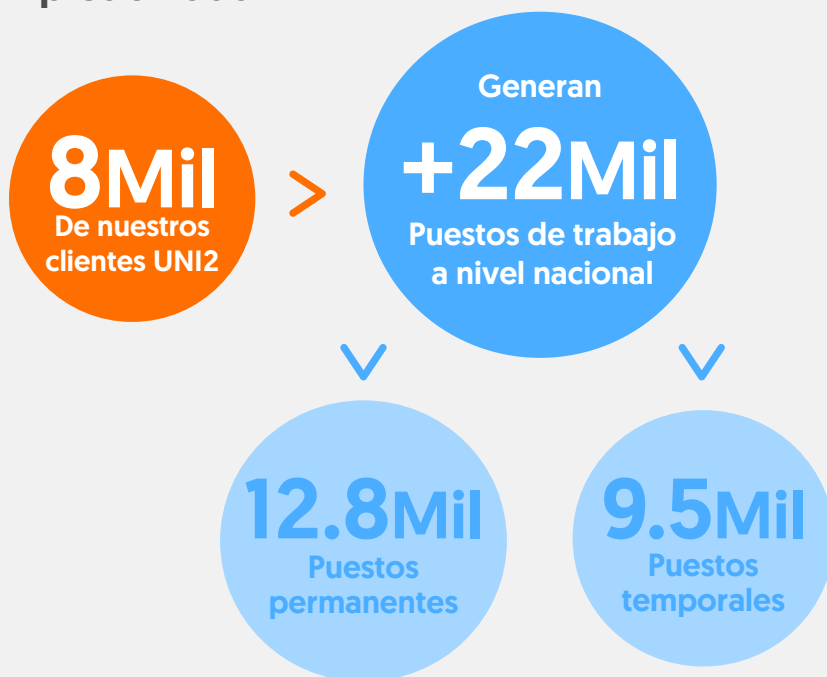 8Mil
De nuestros
clientes UNI2
>
Generan
+22Mil
Puestos de trabajo
a nivel nacional
12.8Mil
Puestos
permanentes
9.5Mil
Puestos
temporales